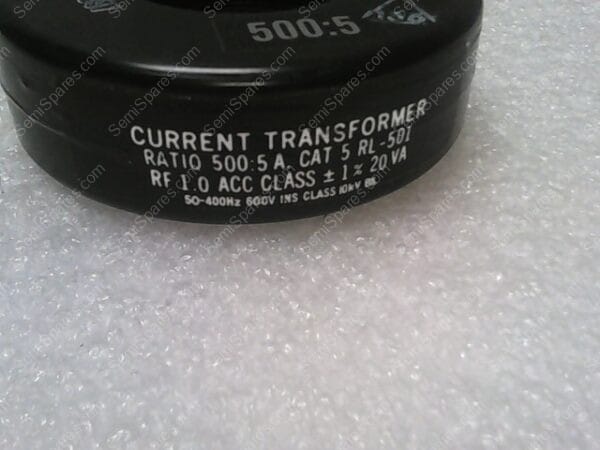 500:5
CURRENT TRANSFORMER
RATIO 500:5A CAT 5 RL-501
RF 1.0 ACC CLASS ± 1% 20 VA
50-400Hz 600V INS CLASS 10kV BIL
SemiSpares.com